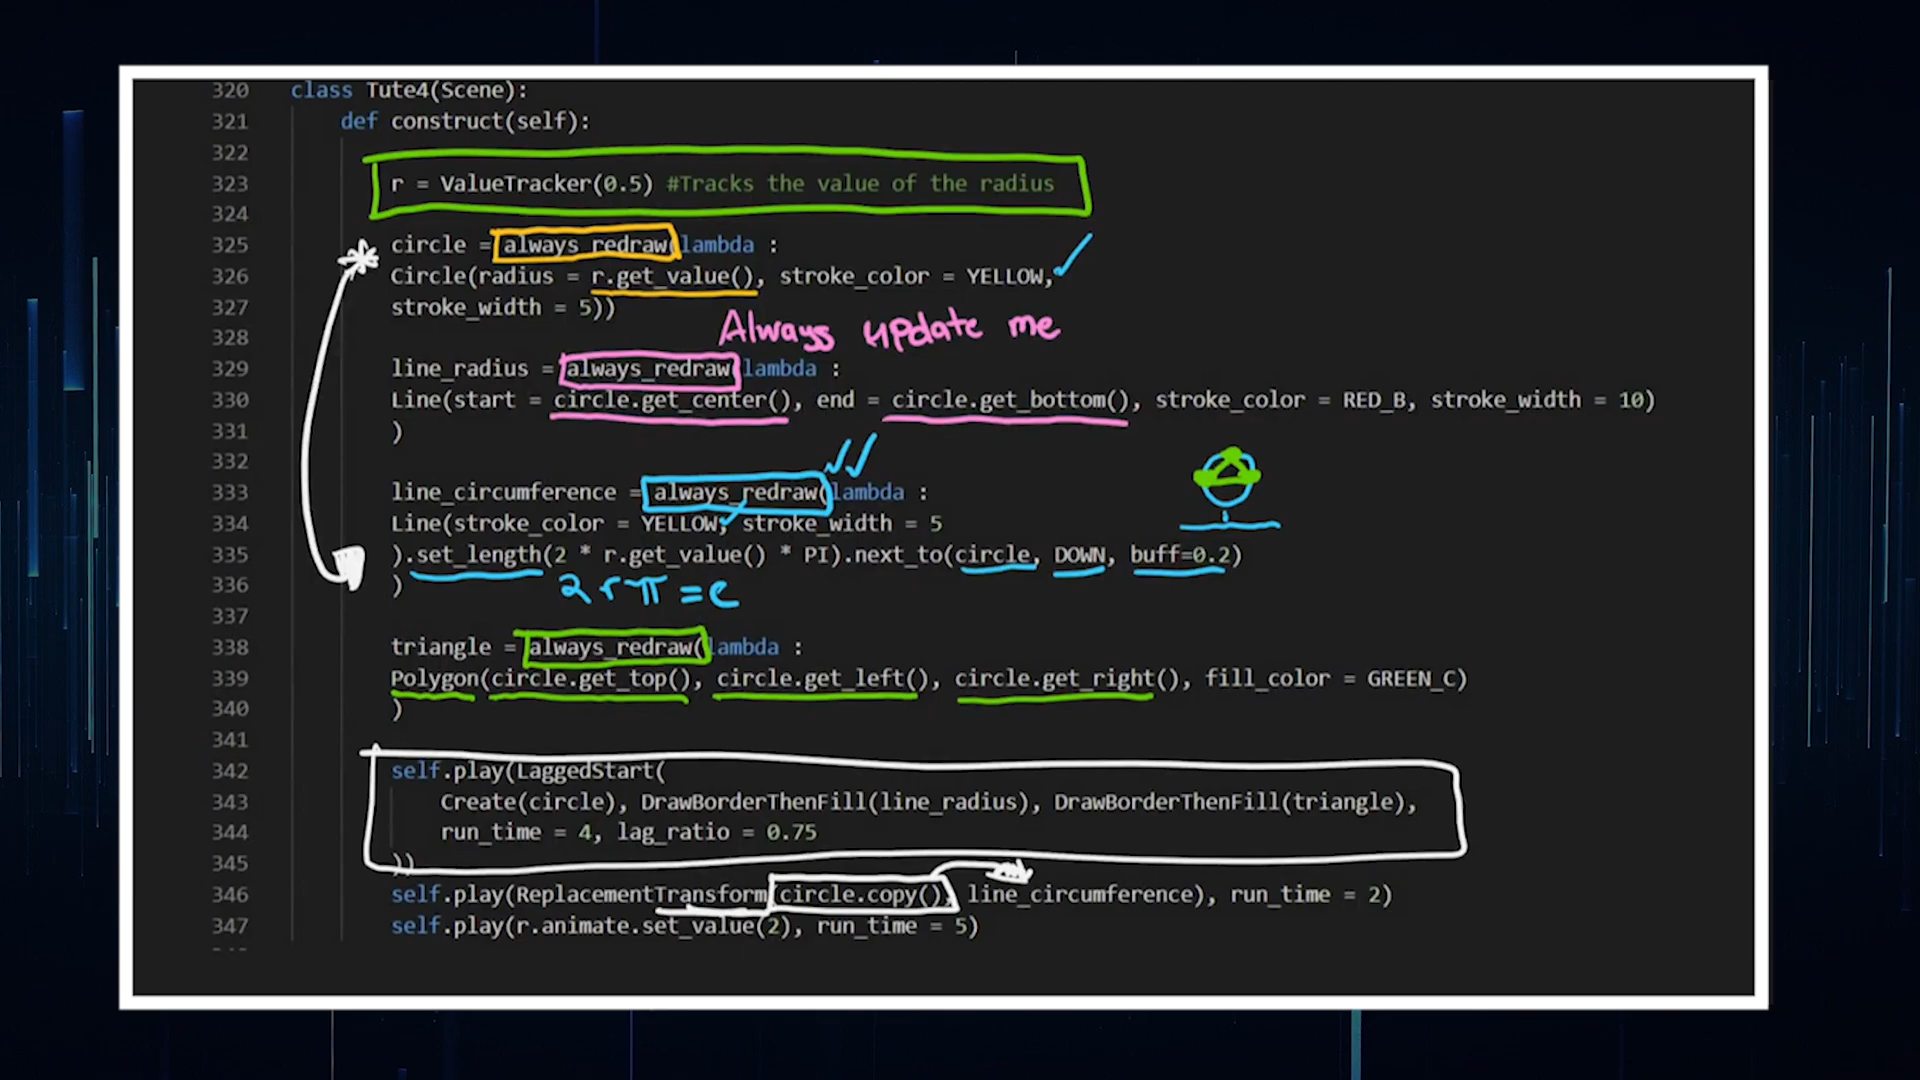 320 class Tute4(Scene):
321 def construct(self):
322
323 r = ValueTracker(0.5) #Tracks the value of the radius
324
325 circle = always_redraw(lambda :
326 Circle(radius = r.get_value(), stroke_color = YELLOW,
327 stroke_width = 5))
328 Always update me
329 line_radius = always_redraw(lambda :
330 Line(start = circle.get_center(), end = circle.get_bottom(), stroke_color = RED_B, stroke_width = 10)
331 )
332
333 line_circumference = always_redraw(lambda :
334 Line(stroke_color = YELLOW, stroke_width = 5
335 ).set_length(2 * r.get_value() * PI).next_to(circle, DOWN, buff=0.2)
336 )
2 r π = c
337
338 triangle = always_redraw(lambda :
339 Polygon(circle.get_top(), circle.get_left(), circle.get_right(), fill_color = GREEN_C)
340 )
341
342 self.play(LaggedStart(
343 Create(circle), DrawBorderThenFill(line_radius), DrawBorderThenFill(triangle),
344 run_time = 4, lag_ratio = 0.75
345 ))
346 self.play(ReplacementTransform(circle.copy(), line_circumference), run_time = 2)
347 self.play(r.animate.set_value(2), run_time = 5)